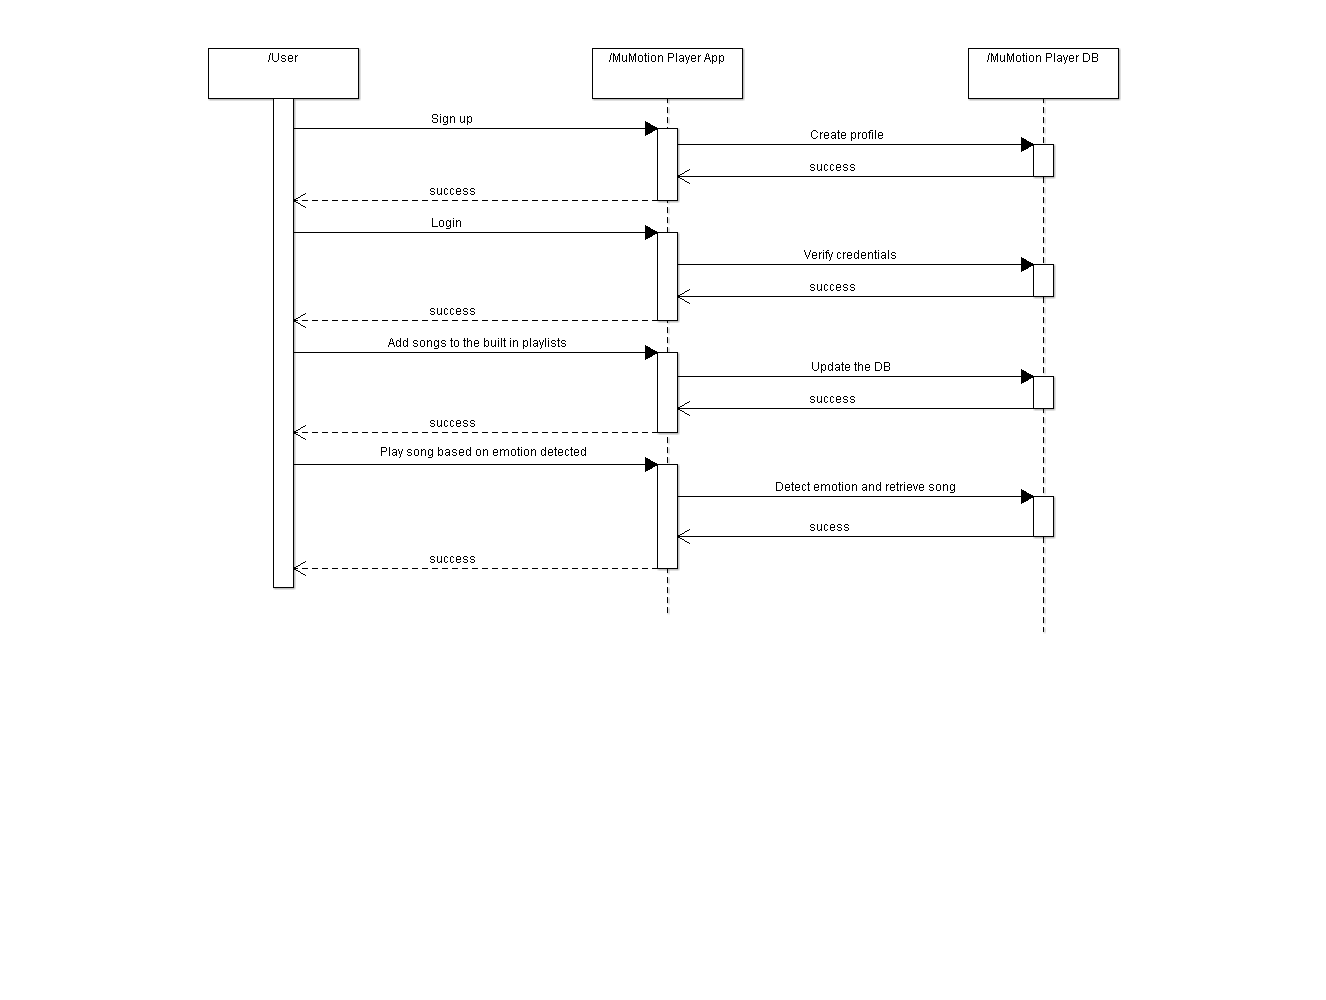 /User
/MuMotion Player App
/MuMotion Player DB
Sign up
Create profile
success
success
Login
Verify credentials
success
success
Add songs to the built in playlists
Update the DB
success
success
Play song based on emotion detected
Detect emotion and retrieve song
sucess
success